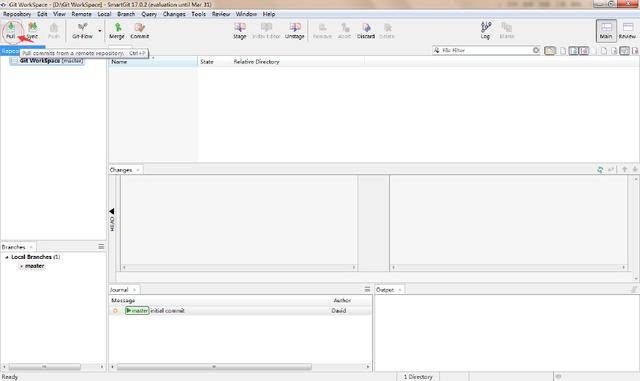 Git WorkSpace - [D:\Git WorkSpace] - SmartGit 17.0.2 (evaluation until Mar 31)
Repository Edit View Remote Local Branch Query Changes Tools Review Window Help
Pull Sync Push Git-Flow Merge Commit Stage Index Editor Unstage Remove Abort Discard Delete Log Blame Main Review
Pull commits from a remote repository. Ctrl+P
File Filter
Git WorkSpace (master)
Name State Relative Directory
Changes
HEAD
Branches
Local Branches (1)
master
Journal
Output
Message Author
master initial commit David
Ready
1 Directory